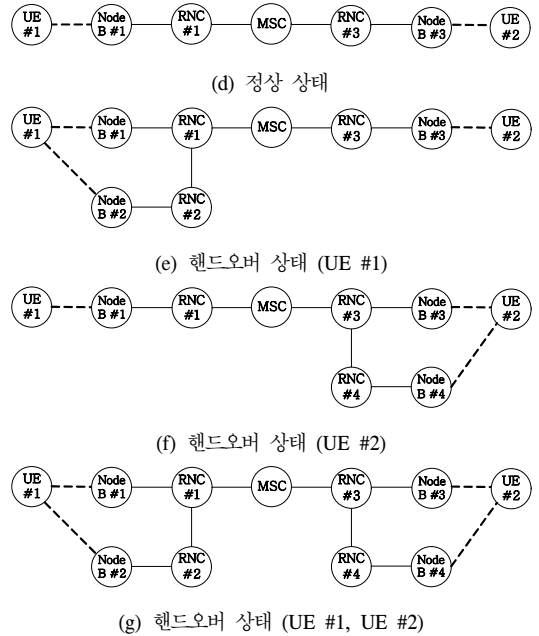 UE #1 Node B #1 RNC #1 MSC RNC #3 Node B #3 UE #2
(d) 정상 상태
UE #1 Node B #1 RNC #1 MSC RNC #3 Node B #3 UE #2
Node B #2 RNC #2
(e) 핸드오버 상태 (UE #1)
UE #1 Node B #1 RNC #1 MSC RNC #3 Node B #3 UE #2
RNC #4 Node B #4
(f) 핸드오버 상태 (UE #2)
UE #1 Node B #1 RNC #1 MSC RNC #3 Node B #3 UE #2
Node B #2 RNC #2 RNC #4 Node B #4
(g) 핸드오버 상태 (UE #1, UE #2)